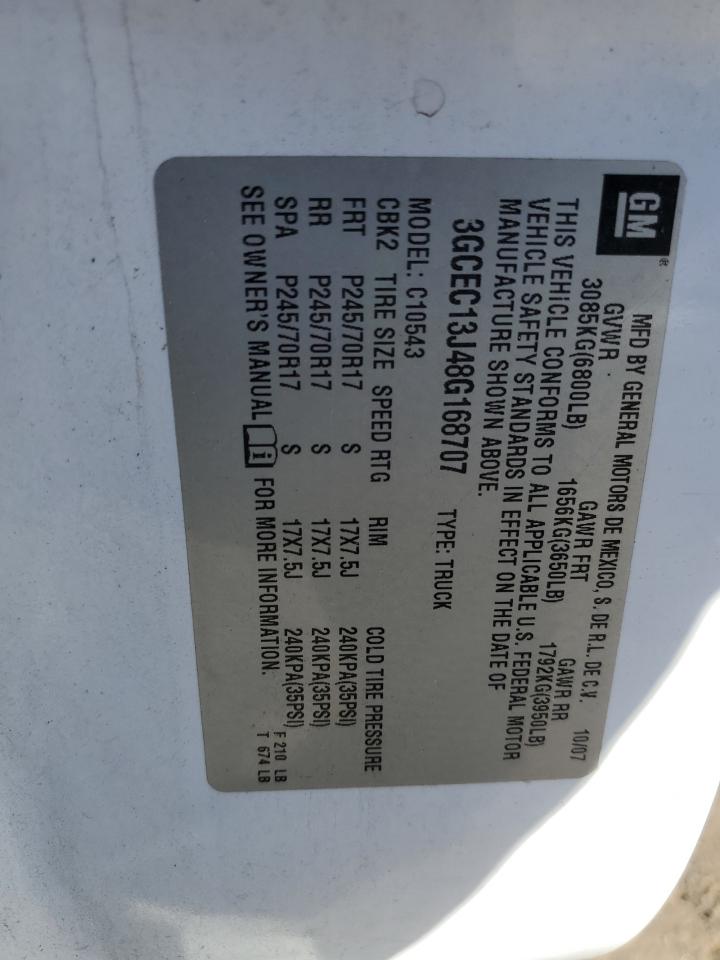 GM®
MFD BY GENERAL MOTORS DE MEXICO, S. DE R.L. DE C.V. 10/07
GVWR GAWR FRT GAWR RR
3085KG(6800LB) 1656KG(3650LB) 1792KG(3950LB)
THIS VEHICLE CONFORMS TO ALL APPLICABLE U.S. FEDERAL MOTOR
VEHICLE SAFETY STANDARDS IN EFFECT ON THE DATE OF
MANUFACTURE SHOWN ABOVE.
3GCEC13J48G168707 TYPE: TRUCK
MODEL: C10543
CBK2 TIRE SIZE SPEED RTG RIM COLD TIRE PRESSURE
FRT P245/70R17 S 17X7.5J 240KPA(35PSI)
RR P245/70R17 S 17X7.5J 240KPA(35PSI)
SPA P245/70R17 S 17X7.5J 240KPA(35PSI)
SEE OWNER'S MANUAL i FOR MORE INFORMATION.
F 210 LB
T 674 LB